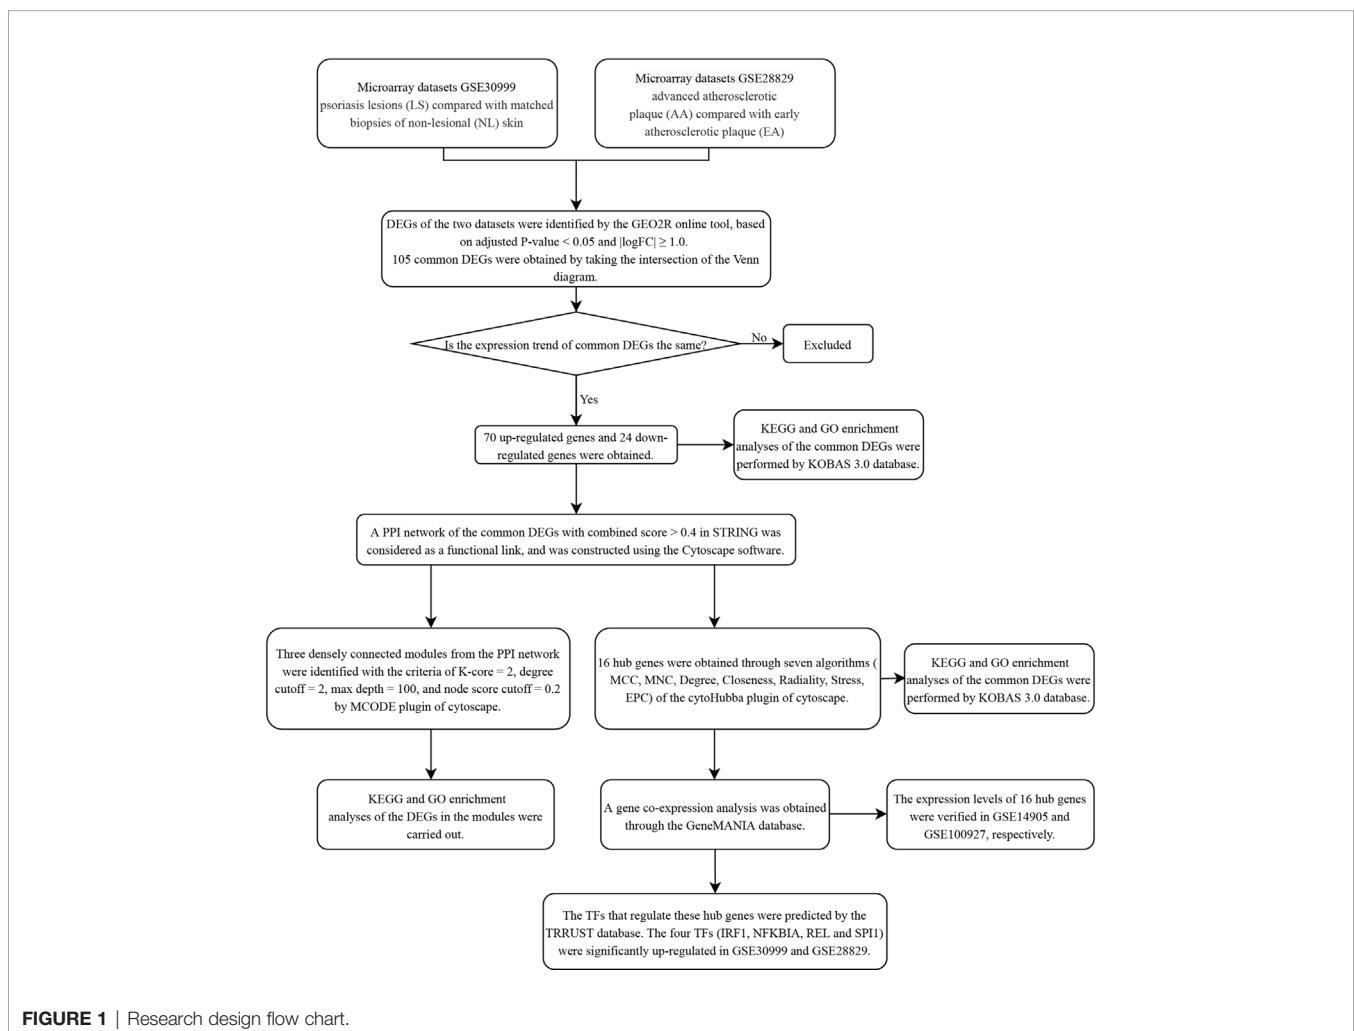 Microarray datasets GSE30999
psoriasis lesions (LS) compared with matched
biopsies of non-lesional (NL) skin
Microarray datasets GSE28829
advanced atherosclerotic
plaque (AA) compared with early
atherosclerotic plaque (EA)
DEGs of the two datasets were identified by the GEO2R online tool, based
on adjusted P-value < 0.05 and |logFC| ≥ 1.0.
105 common DEGs were obtained by taking the intersection of the Venn
diagram.
Is the expression trend of common DEGs the same?
No
Excluded
Yes
70 up-regulated genes and 24 down-
regulated genes were obtained.
KEGG and GO enrichment
analyses of the common DEGs were
performed by KOBAS 3.0 database.
A PPI network of the common DEGs with combined score > 0.4 in STRING was
considered as a functional link, and was constructed using the Cytoscape software.
Three densely connected modules from the PPI network
were identified with the criteria of K-core = 2, degree
cutoff = 2, max depth = 100, and node score cutoff = 0.2
by MCODE plugin of cytoscape.
16 hub genes were obtained through seven algorithms (
MCC, MNC, Degree, Closeness, Radiality, Stress,
EPC) of the cytoHubba plugin of cytoscape.
KEGG and GO enrichment
analyses of the common DEGs were
performed by KOBAS 3.0 database.
KEGG and GO enrichment
analyses of the DEGs in the modules were
carried out.
A gene co-expression analysis was obtained
through the GeneMANIA database.
The expression levels of 16 hub genes
were verified in GSE14905 and
GSE100927, respectively.
The TFs that regulate these hub genes were predicted by the
TRRUST database. The four TFs (IRF1, NFKBIA, REL and SPI1)
were significantly up-regulated in GSE30999 and GSE28829.
FIGURE 1 | Research design flow chart.